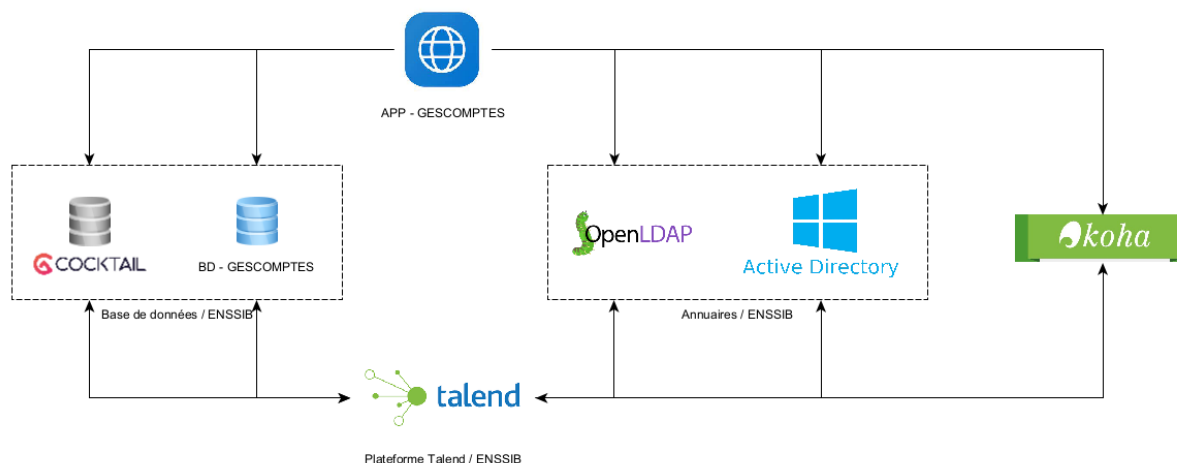 APP - GESCOMPTES
COCKTAIL
BD - GESCOMPTES
Base de données / ENSSIB
OpenLDAP
Active Directory
Annuaires / ENSSIB
koha
talend
Plateforme Talend / ENSSIB